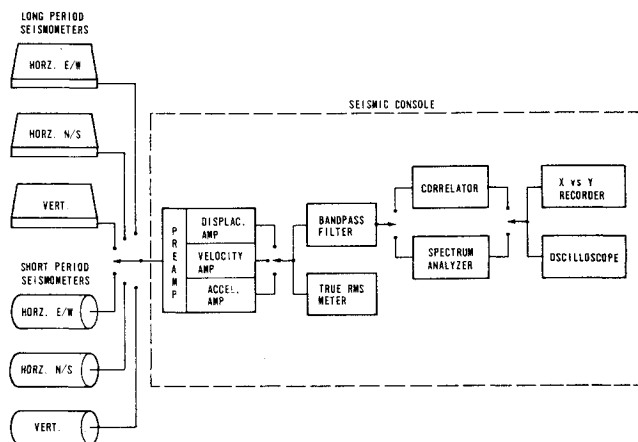 LONG PERIOD
SEISMOMETERS
HORZ. E/W
HORZ. N/S
VERT.
SHORT PERIOD
SEISMOMETERS
HORZ. E/W
HORZ. N/S
VERT.
SEISMIC CONSOLE
PREAMP
DISPLAC.
AMP
VELOCITY
AMP
ACCEL.
AMP
BANDPASS
FILTER
TRUE RMS
METER
CORRELATOR
SPECTRUM
ANALYZER
X vs Y
RECORDER
OSCILLOSCOPE